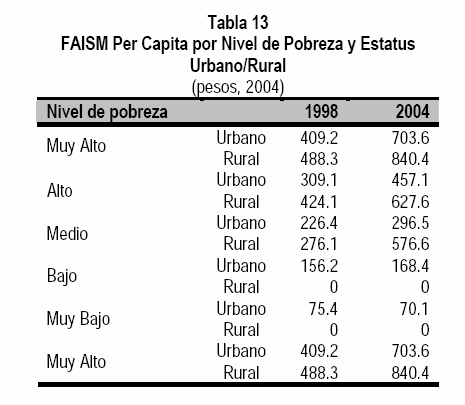 Tabla 13
FAISM Per Capita por Nivel de Pobreza y Estatus
Urbano/Rural
(pesos, 2004)
Nivel de pobreza 1998 2004
Muy Alto Urbano 409.2 703.6
Rural 488.3 840.4
Alto Urbano 309.1 457.1
Rural 424.1 627.6
Medio Urbano 226.4 296.5
Rural 276.1 576.6
Bajo Urbano 156.2 168.4
Rural 0 0
Muy Bajo Urbano 75.4 70.1
Rural 0 0
Muy Alto Urbano 409.2 703.6
Rural 488.3 840.4